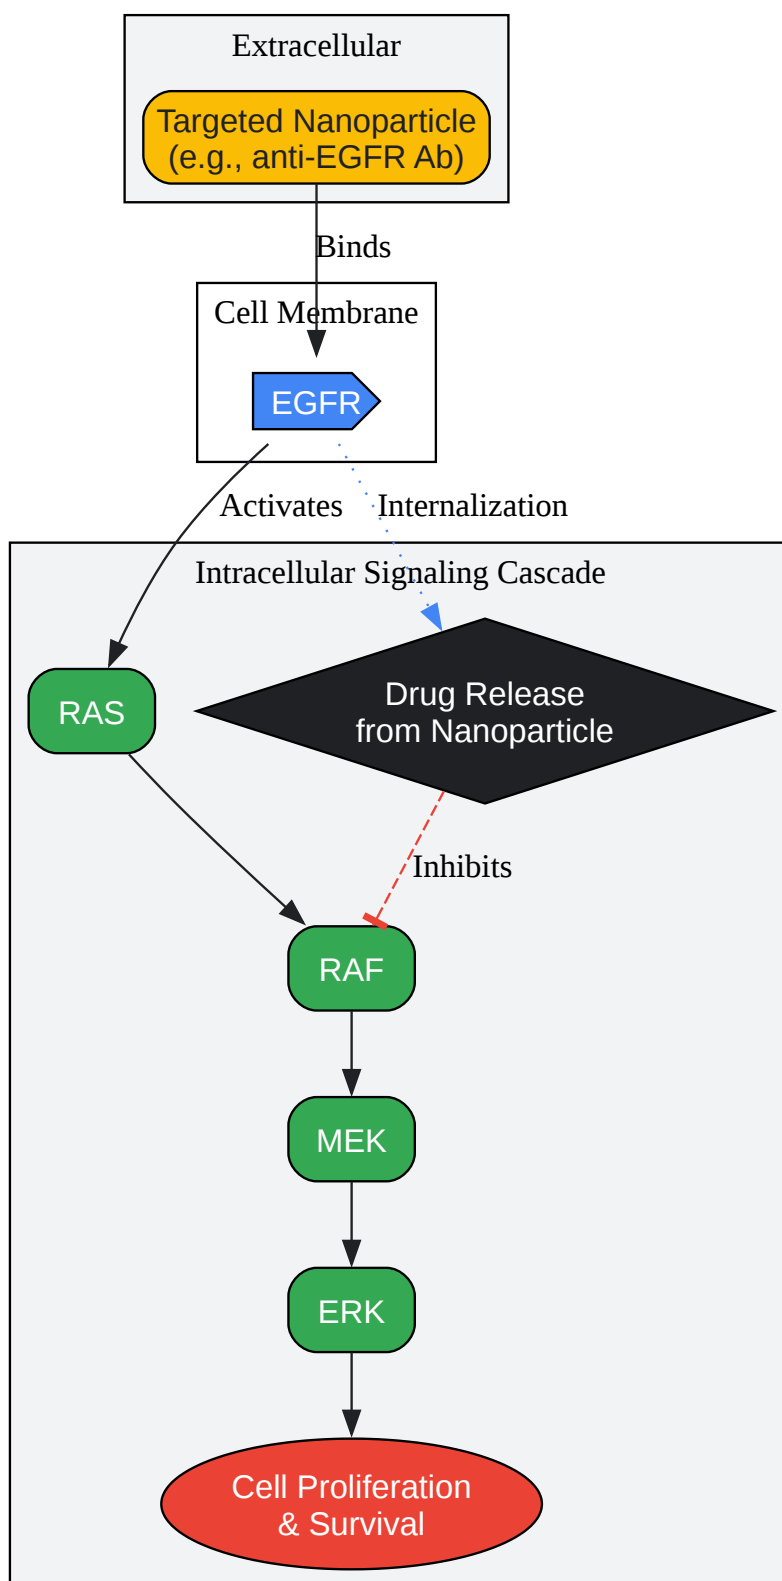 Extracellular
Targeted Nanoparticle
(e.g., anti-EGFR Ab)
Binds
Cell Membrane
EGFR
Activates
Internalization
Intracellular Signaling Cascade
RAS
Drug Release
from Nanoparticle
Inhibits
RAF
MEK
ERK
Cell Proliferation
& Survival